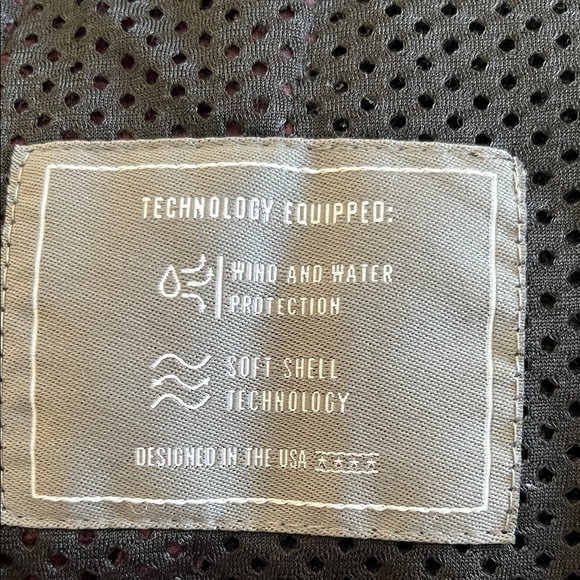 TECHNOLOGY EQUIPPED:
WIND AND WATER
PROTECTION
SOFT SHELL
TECHNOLOGY
DESIGNED IN THE USA